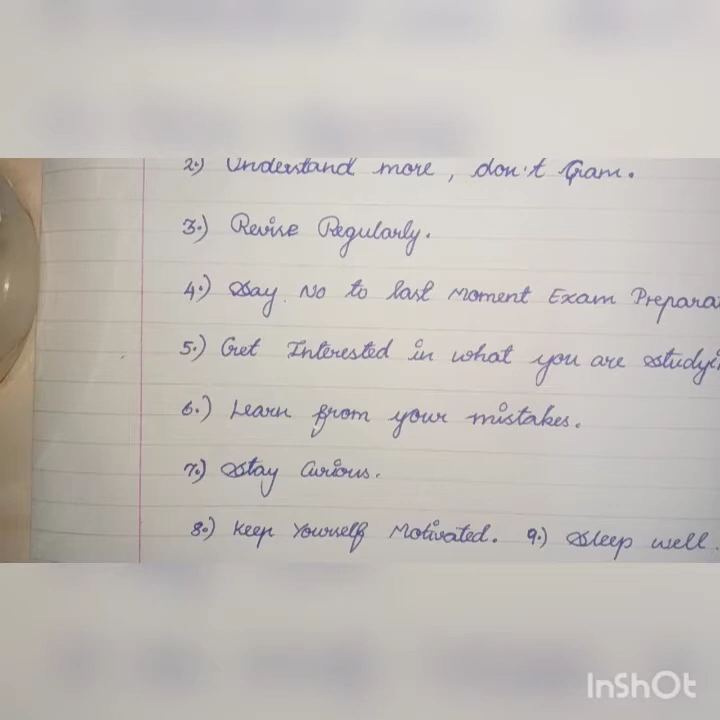 2.) Understand more, don't Cram.
3.) Revise Regularly.
4.) Say No to last Moment Exam Prepara
5.) Get Interested in what you are studyi
6.) Learn from your mistakes.
7.) Stay Curious.
8.) Keep Yourself Motivated. 9.) Sleep well.
InShOt